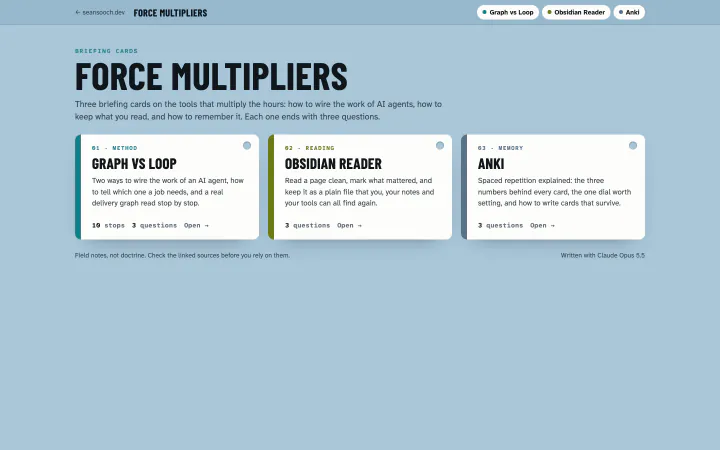 ← seansooch.dev FORCE MULTIPLIERS Graph vs Loop Obsidian Reader Anki
BRIEFING CARDS
FORCE MULTIPLIERS
Three briefing cards on the tools that multiply the hours: how to wire the work of AI agents, how to
keep what you read, and how to remember it. Each one ends with three questions.
01 - METHOD
GRAPH VS LOOP
Two ways to wire the work of an AI agent, how
to tell which one a job needs, and a real
delivery graph read stop by stop.
10 stops 3 questions Open →
02 - READING
OBSIDIAN READER
Read a page clean, mark what mattered, and
keep it as a plain file that you, your notes and
your tools can all find again.
3 questions Open →
03 - MEMORY
ANKI
Spaced repetition explained: the three
numbers behind every card, the one dial worth
setting, and how to write cards that survive.
3 questions Open →
Field notes, not doctrine. Check the linked sources before you rely on them.
Written with Claude Opus 5.5